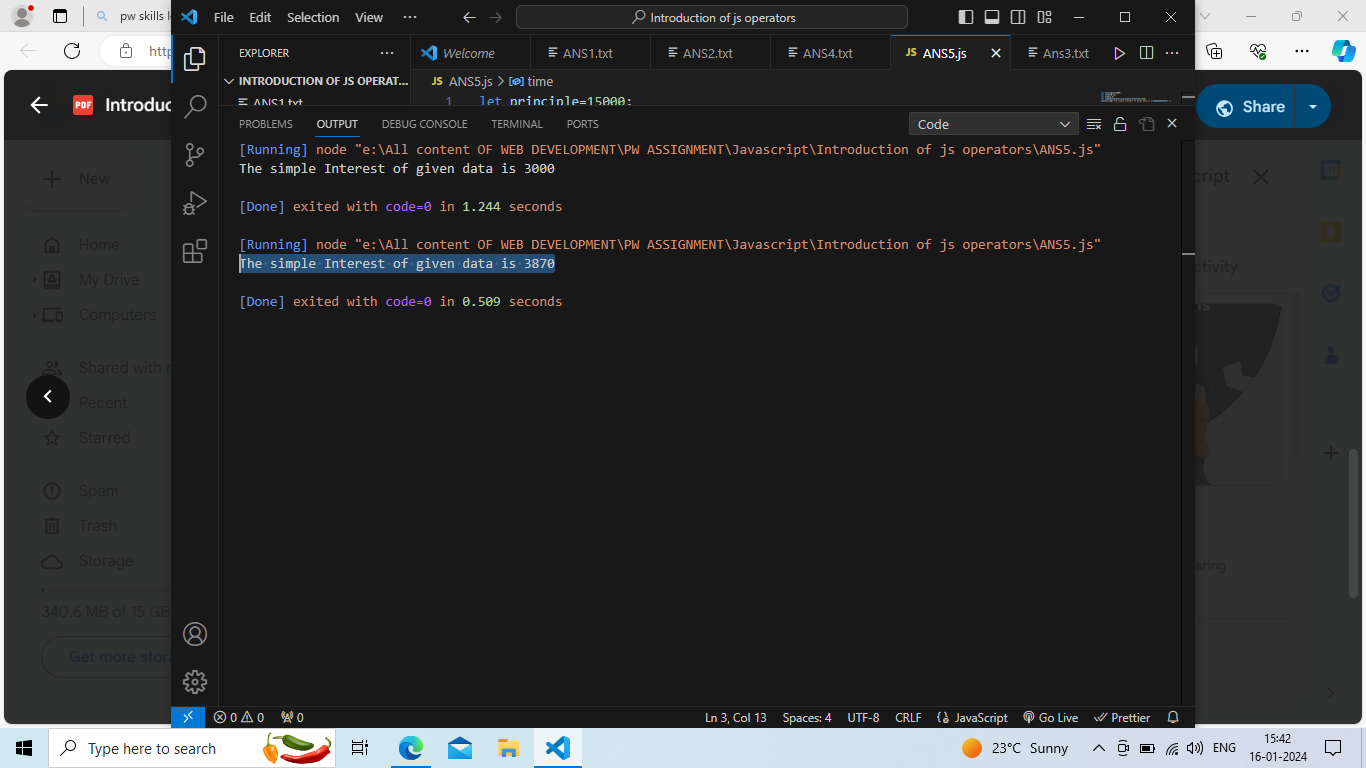 pw skills l
File Edit Selection View ···
Introduction of js operators
http
PDF Introduc
Share
EXPLORER
Welcome
ANS1.txt
ANS2.txt
ANS4.txt
JS ANS5.js
Ans3.txt
INTRODUCTION OF JS OPERAT...
JS ANS5.js > time
ANS1.txt
1 let principle=15000;
PROBLEMS OUTPUT DEBUG CONSOLE TERMINAL PORTS
Code
[Running] node "e:\All content OF WEB DEVELOPMENT\PW ASSIGNMENT\Javascript\Introduction of js operators\ANS5.js"
The simple Interest of given data is 3000
[Done] exited with code=0 in 1.244 seconds
[Running] node "e:\All content OF WEB DEVELOPMENT\PW ASSIGNMENT\Javascript\Introduction of js operators\ANS5.js"
The simple Interest of given data is 3870
[Done] exited with code=0 in 0.509 seconds
New
Home
My Drive
Computers
Shared with
Recent
Starred
Spam
Trash
Storage
340.6 MB of 15 GB
Get more stora
cript
ctivity
aring
0 0 0
Ln 3, Col 13 Spaces: 4 UTF-8 CRLF JavaScript Go Live Prettier
Type here to search
23°C Sunny
ENG
15:42
16-01-2024